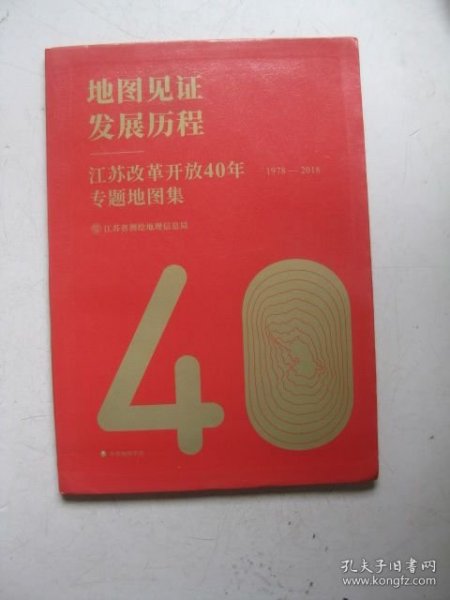 地图见证
发展历程
江苏改革开放40年
1978—2018
专题地图集
江苏省测绘地理信息局
40
孔夫子旧书网
www.kongfz.com